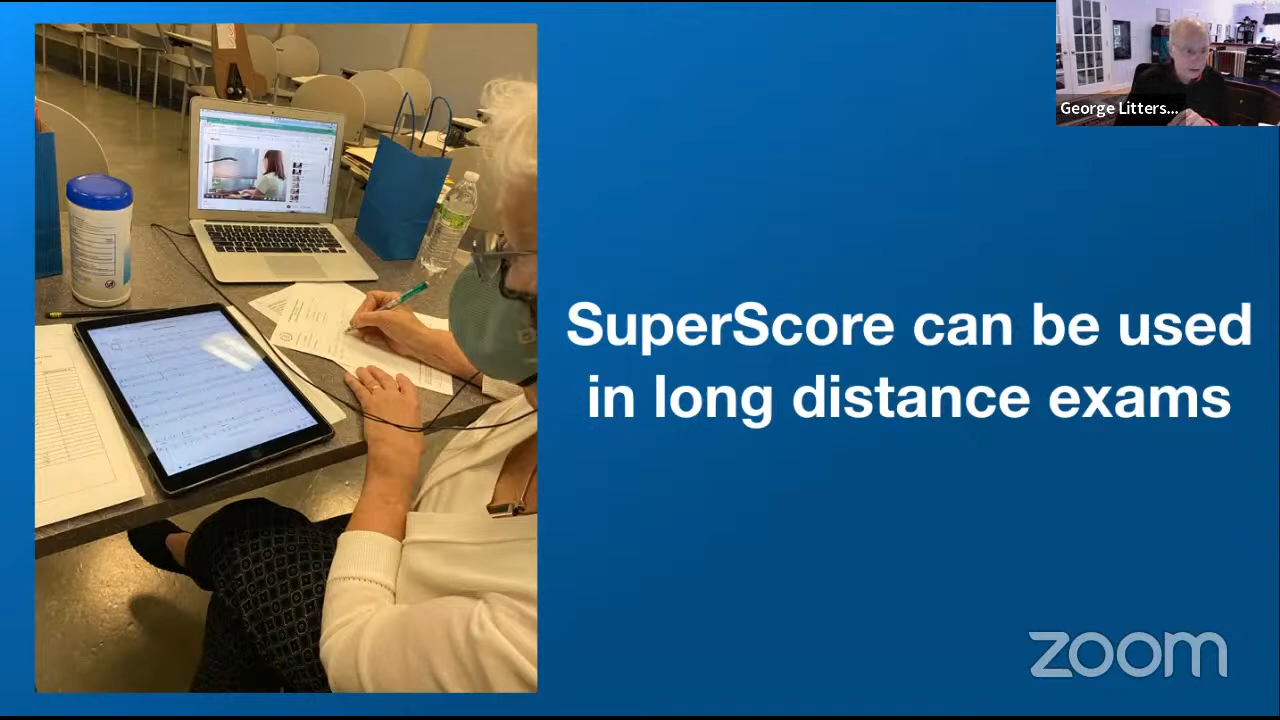 George Litters...
SuperScore can be used
in long distance exams
zoom